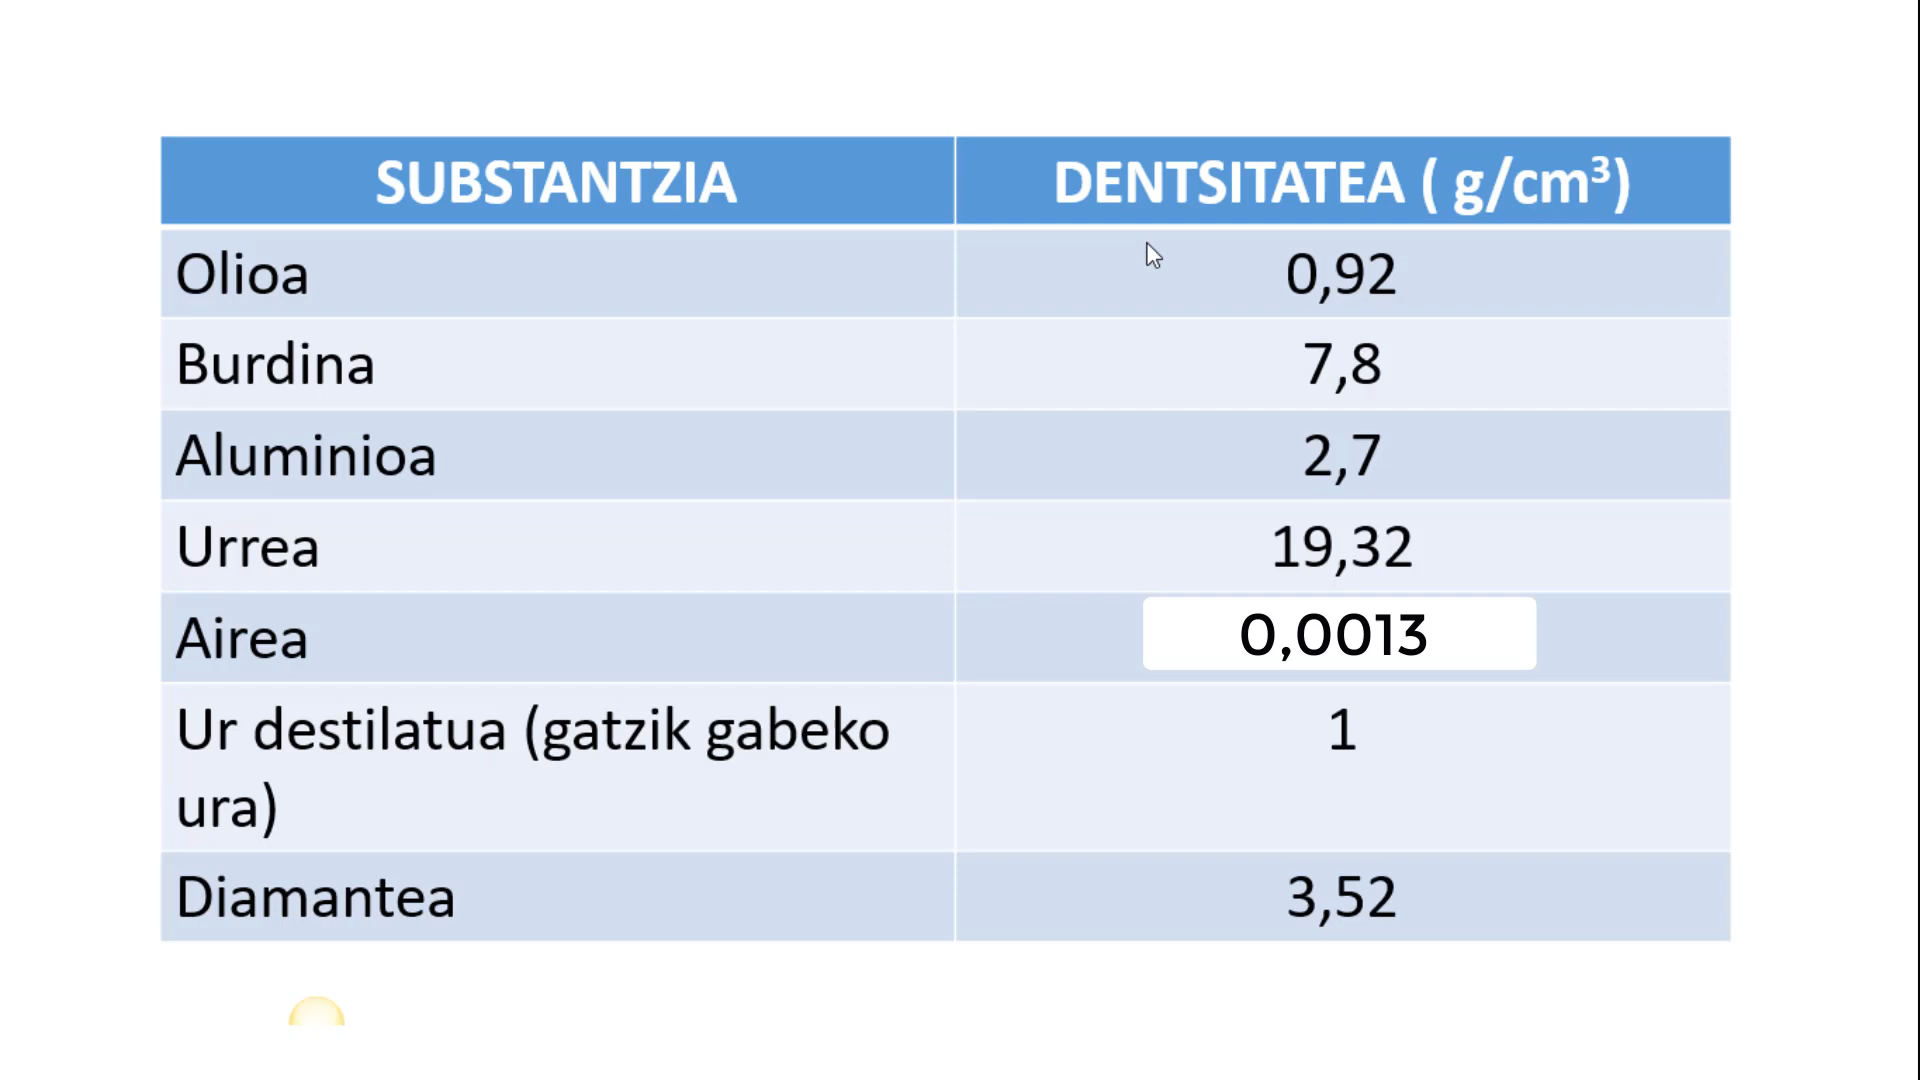 SUBSTANTZIA DENTSITATEA ( g/cm³)
Olioa 0,92
Burdina 7,8
Aluminioa 2,7
Urrea 19,32
Airea 0,0013
Ur destilatua (gatzik gabeko 1
ura)
Diamantea 3,52